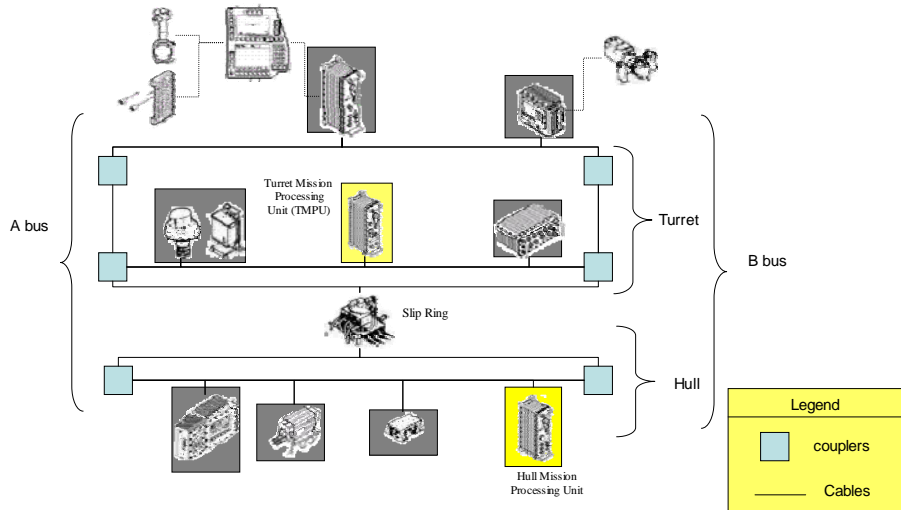 Turret Mission
Processing
Unit (TMPU)
A bus
Turret
B bus
Slip Ring
Hull
Hull Mission
Processing Unit
Legend
couplers
Cables